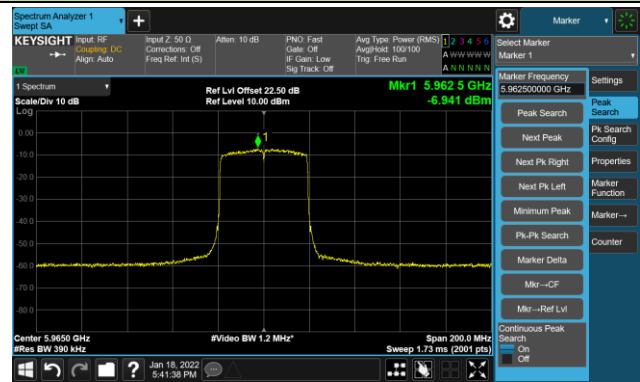 Spectrum Analyzer 1
Swept SA
+
Marker
KEYSIGHT
Input: RF
Coupling: DC
Align: Auto
Input Z: 50 Ω
Corrections: Off
Freq Ref: Int (S)
Atten: 10 dB
PNO: Fast
Gate: Off
IF Gain: Low
Sig Track: Off
Avg Type: Power (RMS)
Avg|Hold: 100/100
Trig: Free Run
1 2 3 4 5 6
A W W W W W
A N N N N N
Select Marker
Marker 1
LXI
1 Spectrum
Scale/Div 10 dB
Log
Ref Lvl Offset 22.50 dB
Ref Level 10.00 dBm
Mkr1 5.962 5 GHz
-6.941 dBm
Marker Frequency
5.962500000 GHz
Settings
Peak Search
Next Peak
Next Pk Right
Next Pk Left
Minimum Peak
Pk-Pk Search
Marker Delta
Mkr→CF
Mkr→Ref Lvl
Continuous Peak
Search
On
Off
Peak
Search
Pk Search
Config
Properties
Marker
Function
Marker→
Counter
1
0.00
-10.0
-20.0
-30.0
-40.0
-50.0
-60.0
-70.0
-80.0
Center 5.9650 GHz
#Res BW 390 kHz
#Video BW 1.2 MHz*
Span 200.0 MHz
Sweep 1.73 ms (2001 pts)
?
Jan 18, 2022
5:41:38 PM